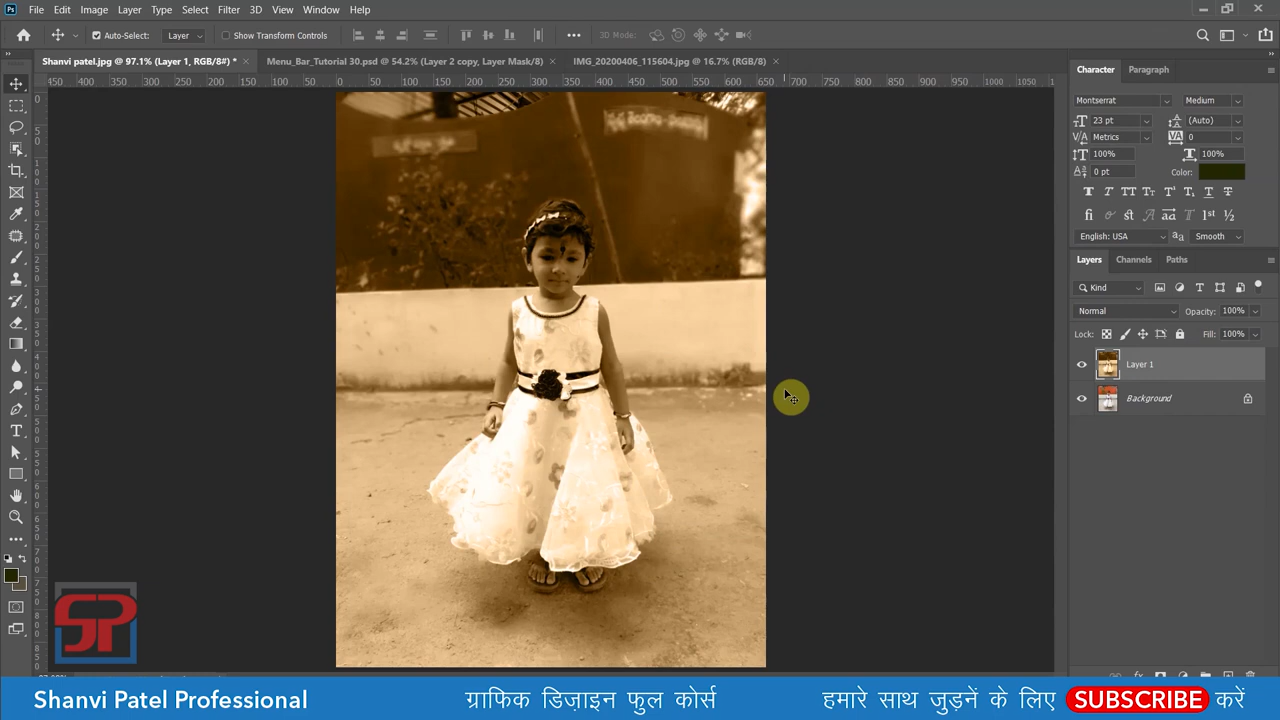 Ps File Edit Image Layer Type Select Filter 3D View Window Help
Auto-Select: Layer Show Transform Controls 3D Mode:
Shanvi patel.jpg @ 97.1% (Layer 1, RGB/8#) * × Menu_Bar_Tutorial 30.psd @ 54.2% (Layer 2 copy, Layer Mask/8) × IMG_20200406_115604.jpg @ 16.7% (RGB/8) ×
Character Paragraph
Montserrat Medium
23 pt (Auto)
Metrics 0
100% 100%
0 pt Color:
English: USA Smooth
Layers Channels Paths
Kind
Normal Opacity: 100%
Lock: Fill: 100%
Layer 1
Background
SP
Shanvi Patel Professional ग्राफिक डिज़ाइन फुल कोर्स हमारे साथ जुड़नें के लिए SUBSCRIBE करें